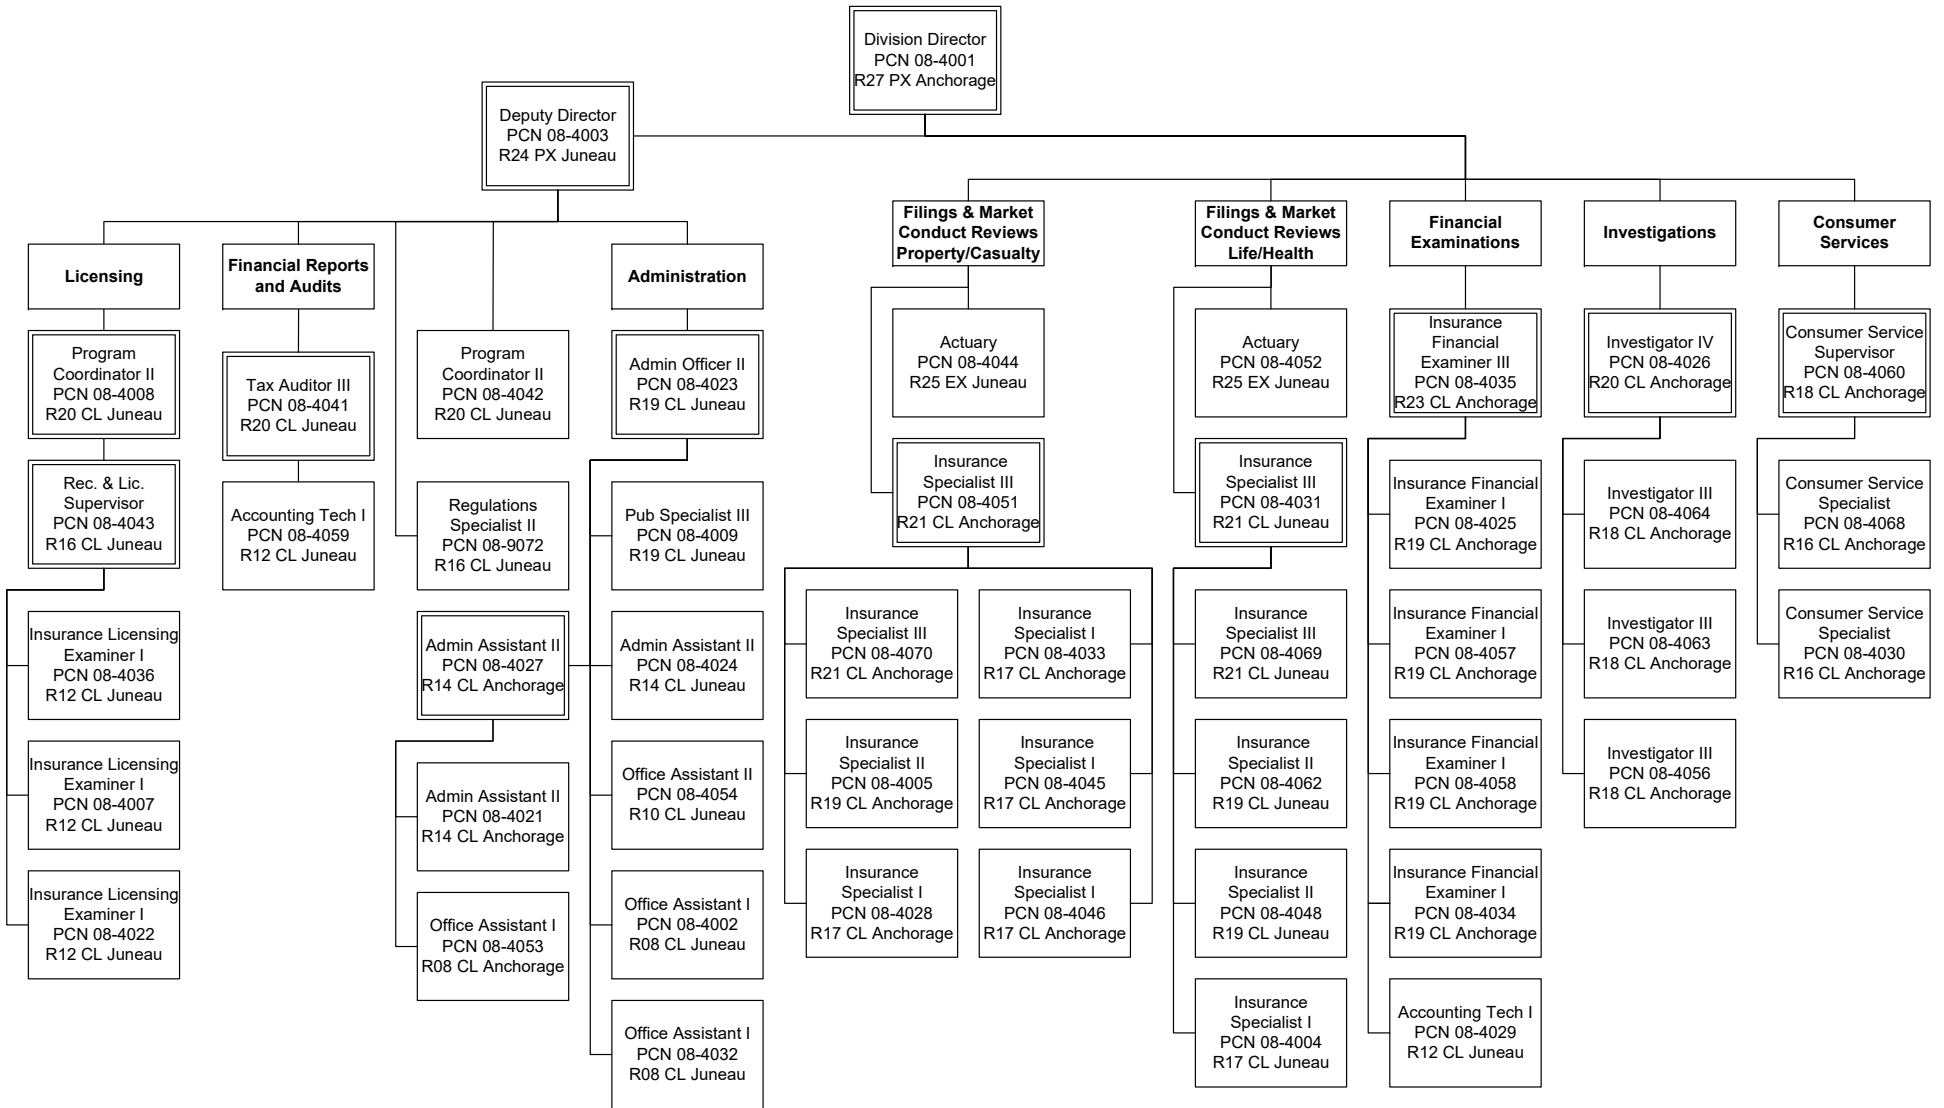 Division Director
PCN 08-4001
R27 PX Anchorage
Deputy Director
PCN 08-4003
R24 PX Juneau
Licensing
Program
Coordinator II
PCN 08-4008
R20 CL Juneau
Rec. & Lic.
Supervisor
PCN 08-4043
R16 CL Juneau
Insurance Licensing
Examiner I
PCN 08-4036
R12 CL Juneau
Insurance Licensing
Examiner I
PCN 08-4007
R12 CL Juneau
Insurance Licensing
Examiner I
PCN 08-4022
R12 CL Juneau
Financial Reports
and Audits
Tax Auditor III
PCN 08-4041
R20 CL Juneau
Accounting Tech I
PCN 08-4059
R12 CL Juneau
Program
Coordinator II
PCN 08-4042
R20 CL Juneau
Regulations
Specialist II
PCN 08-9072
R16 CL Juneau
Administration
Admin Officer II
PCN 08-4023
R19 CL Juneau
Pub Specialist III
PCN 08-4009
R19 CL Juneau
Admin Assistant II
PCN 08-4027
R14 CL Anchorage
Admin Assistant II
PCN 08-4021
R14 CL Anchorage
Office Assistant I
PCN 08-4053
R08 CL Anchorage
Admin Assistant II
PCN 08-4024
R14 CL Juneau
Office Assistant II
PCN 08-4054
R10 CL Juneau
Office Assistant I
PCN 08-4002
R08 CL Juneau
Office Assistant I
PCN 08-4032
R08 CL Juneau
Filings & Market
Conduct Reviews
Property/Casualty
Actuary
PCN 08-4044
R25 EX Juneau
Insurance
Specialist III
PCN 08-4051
R21 CL Anchorage
Insurance
Specialist III
PCN 08-4070
R21 CL Anchorage
Insurance
Specialist II
PCN 08-4005
R19 CL Anchorage
Insurance
Specialist I
PCN 08-4028
R17 CL Anchorage
Insurance
Specialist I
PCN 08-4033
R17 CL Anchorage
Insurance
Specialist I
PCN 08-4045
R17 CL Anchorage
Insurance
Specialist I
PCN 08-4046
R17 CL Anchorage
Filings & Market
Conduct Reviews
Life/Health
Actuary
PCN 08-4052
R25 EX Juneau
Insurance
Specialist III
PCN 08-4031
R21 CL Juneau
Insurance
Specialist III
PCN 08-4069
R21 CL Juneau
Insurance
Specialist II
PCN 08-4062
R19 CL Juneau
Insurance
Specialist II
PCN 08-4048
R19 CL Juneau
Insurance
Specialist I
PCN 08-4004
R17 CL Juneau
Financial
Examinations
Insurance
Financial
Examiner III
PCN 08-4035
R23 CL Anchorage
Insurance Financial
Examiner I
PCN 08-4025
R19 CL Anchorage
Insurance Financial
Examiner I
PCN 08-4057
R19 CL Anchorage
Insurance Financial
Examiner I
PCN 08-4058
R19 CL Anchorage
Insurance Financial
Examiner I
PCN 08-4034
R19 CL Anchorage
Accounting Tech I
PCN 08-4029
R12 CL Juneau
Investigations
Investigator IV
PCN 08-4026
R20 CL Anchorage
Investigator III
PCN 08-4064
R18 CL Anchorage
Investigator III
PCN 08-4063
R18 CL Anchorage
Investigator III
PCN 08-4056
R18 CL Anchorage
Consumer
Services
Consumer Service
Supervisor
PCN 08-4060
R18 CL Anchorage
Consumer Service
Specialist
PCN 08-4068
R16 CL Anchorage
Consumer Service
Specialist
PCN 08-4030
R16 CL Anchorage